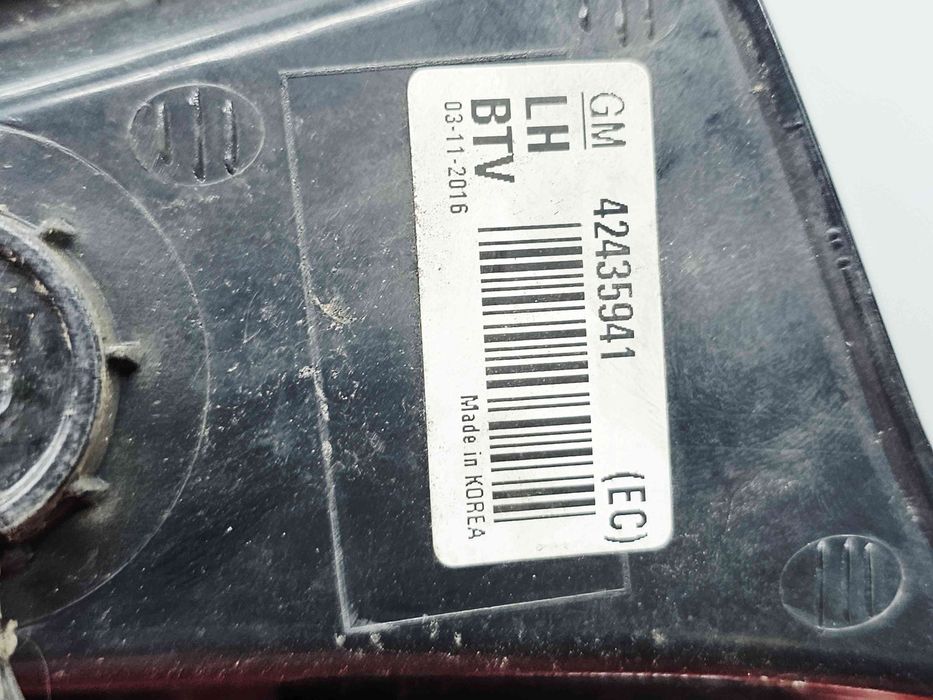 GM 42435941 (EC)
LH
BTV
03-11-2016
Made in KOREA